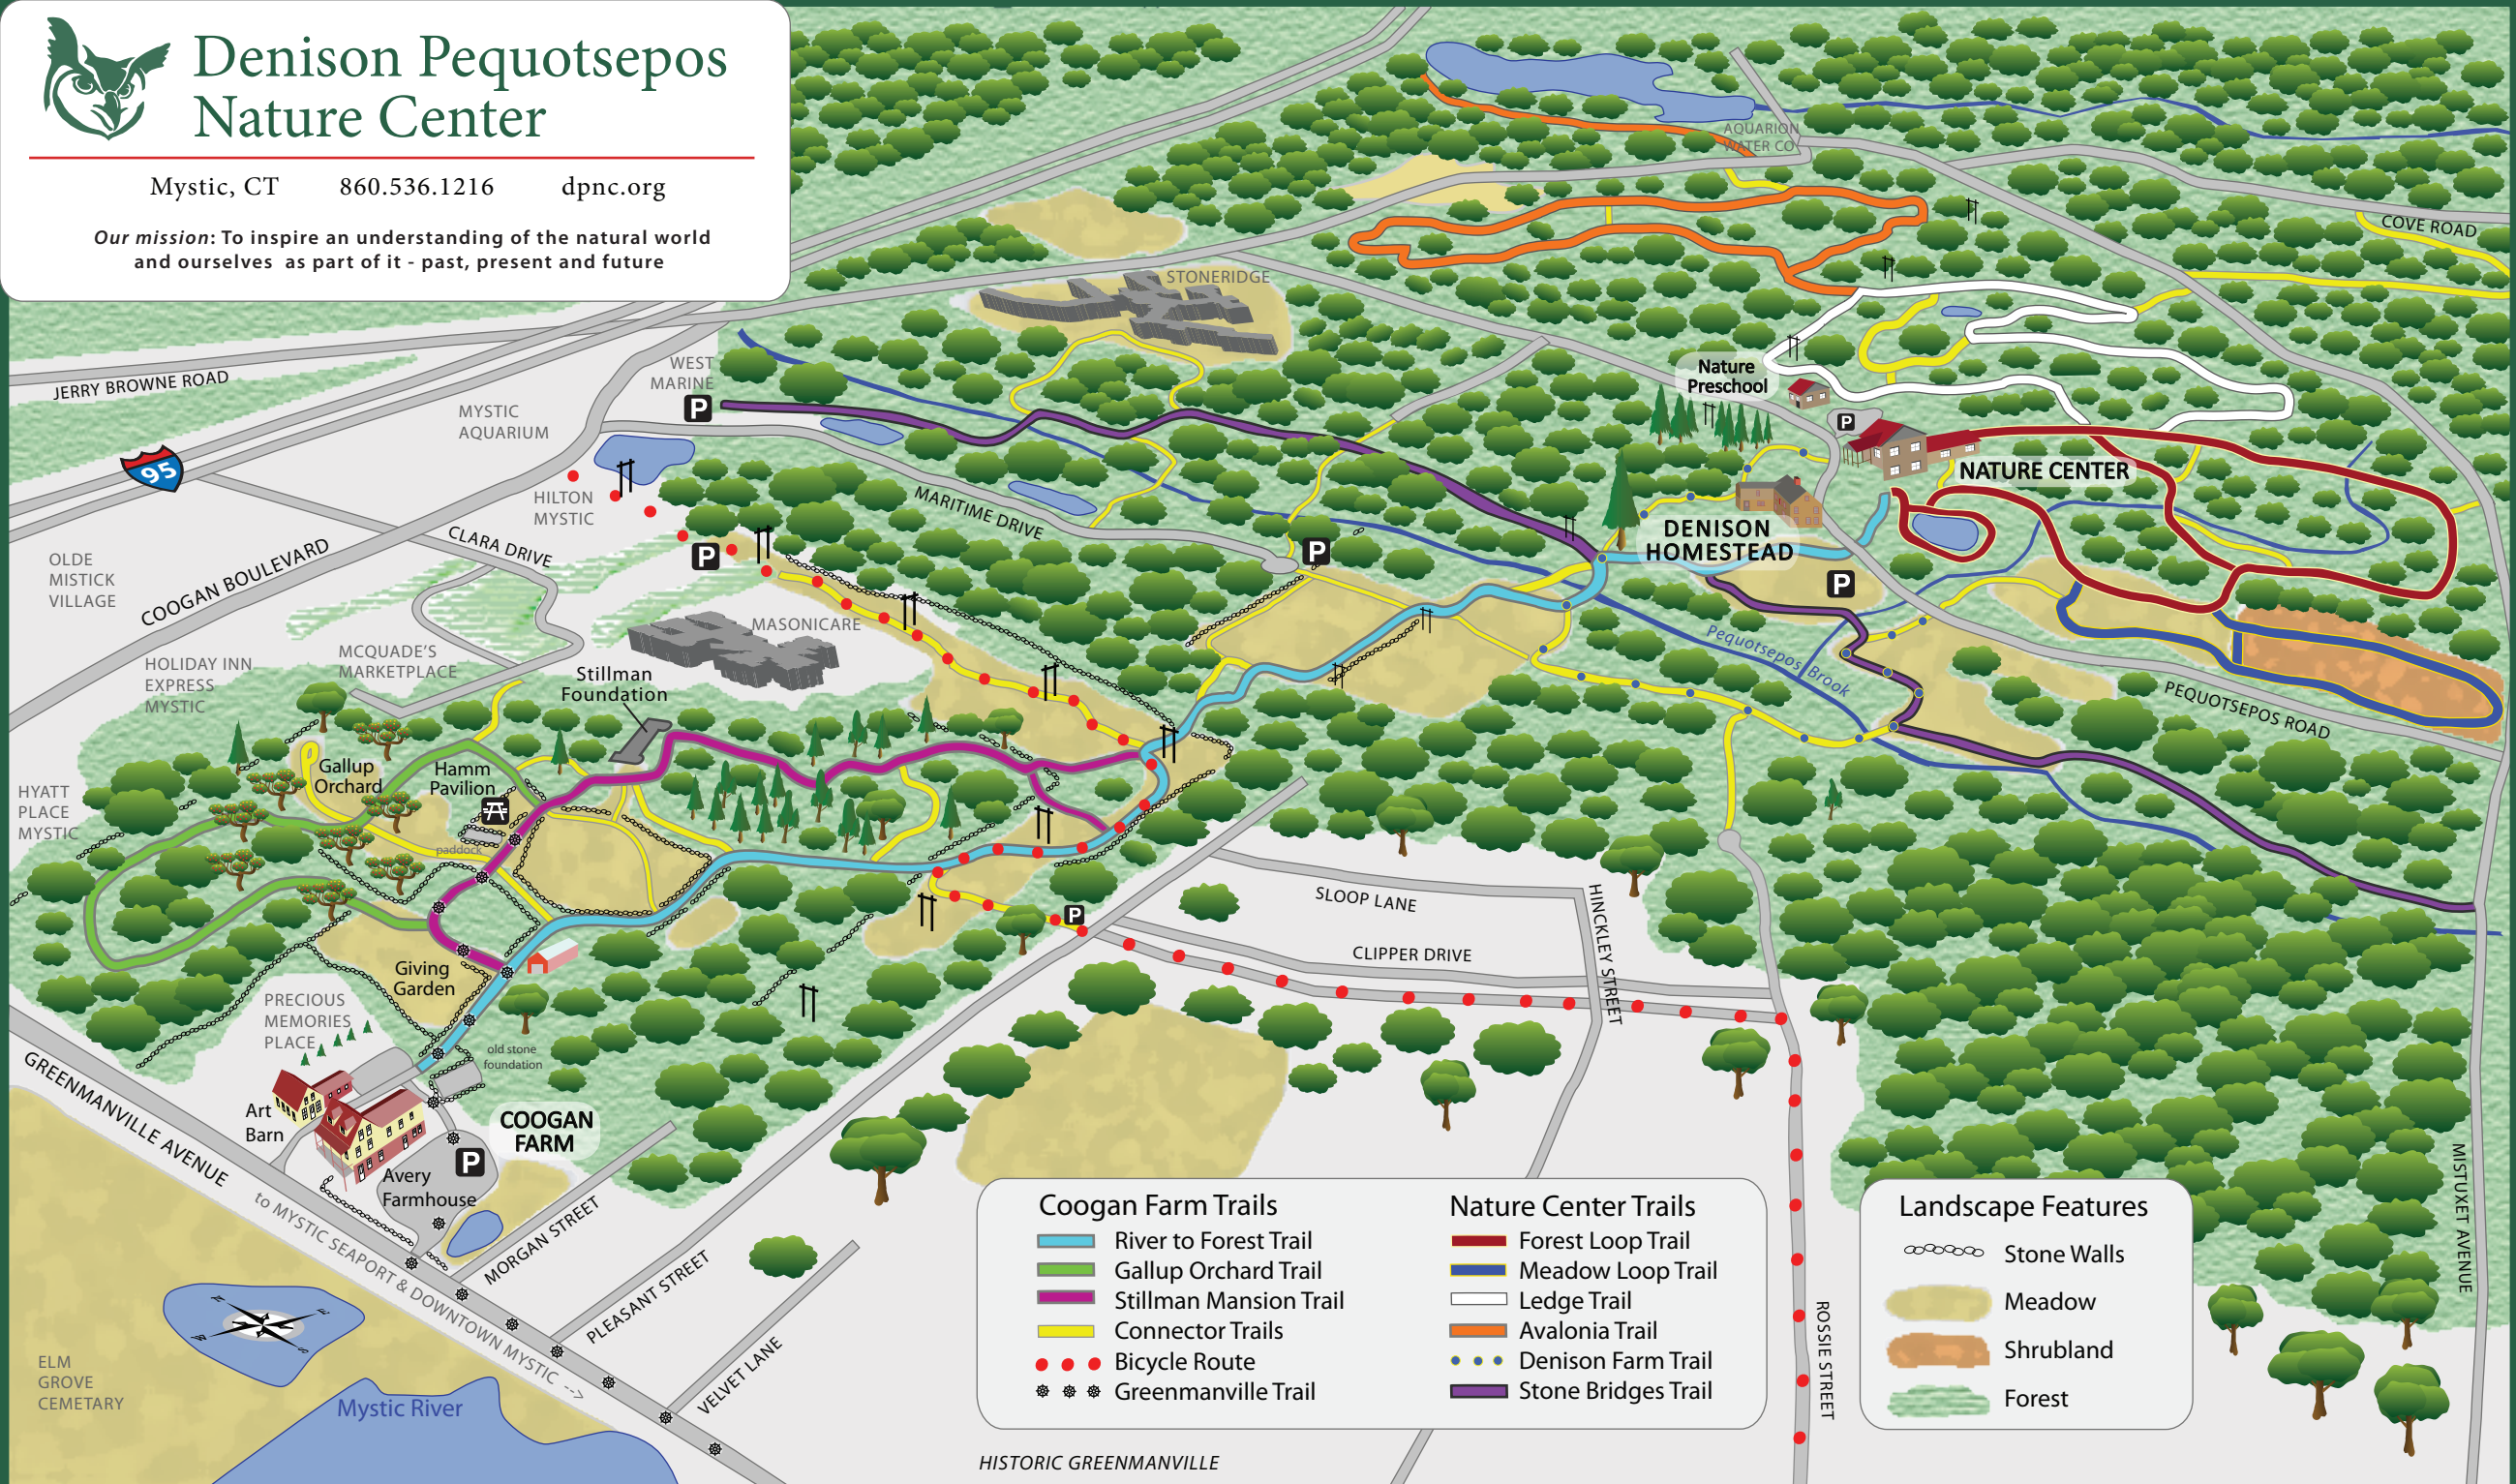 Denison Pequotsepos
Nature Center
Mystic, CT 860.536.1216 dpnc.org
Our mission: To inspire an understanding of the natural world
and ourselves as part of it - past, present and future
AQUARION
WATER CO.
COVE ROAD
STONERIDGE
JERRY BROWNE ROAD
WEST
MARINE
P
MYSTIC
AQUARIUM
95
Nature
Preschool
P
NATURE CENTER
HILTON
MYSTIC
MARITIME DRIVE
DENISON
HOMESTEAD
P
P
P
OLDE
MISTICK
VILLAGE
COOGAN BOULEVARD
CLARA DRIVE
MASONICARE
HOLIDAY INN
EXPRESS
MYSTIC
MCQUADE'S
MARKETPLACE
Stillman
Foundation
Pequotsepos Brook
PEQUOTSEPOS ROAD
Gallup
Orchard
Hamm
Pavilion
HYATT
PLACE
MYSTIC
paddock
SLOOP LANE
HINCKLEY STREET
P
CLIPPER DRIVE
Giving
Garden
PRECIOUS
MEMORIES
PLACE
old stone
foundation
GREENMANVILLE AVENUE
Art
Barn
COOGAN
FARM
P
Avery
Farmhouse
to MYSTIC SEAPORT & DOWNTOWN MYSTIC -->
MORGAN STREET
PLEASANT STREET
VELVET LANE
ELM
GROVE
CEMETARY
Mystic River
HISTORIC GREENMANVILLE
ROSSIE STREET
MISTUXET AVENUE
Coogan Farm Trails
River to Forest Trail
Gallup Orchard Trail
Stillman Mansion Trail
Connector Trails
Bicycle Route
Greenmanville Trail
Nature Center Trails
Forest Loop Trail
Meadow Loop Trail
Ledge Trail
Avalonia Trail
Denison Farm Trail
Stone Bridges Trail
Landscape Features
Stone Walls
Meadow
Shrubland
Forest